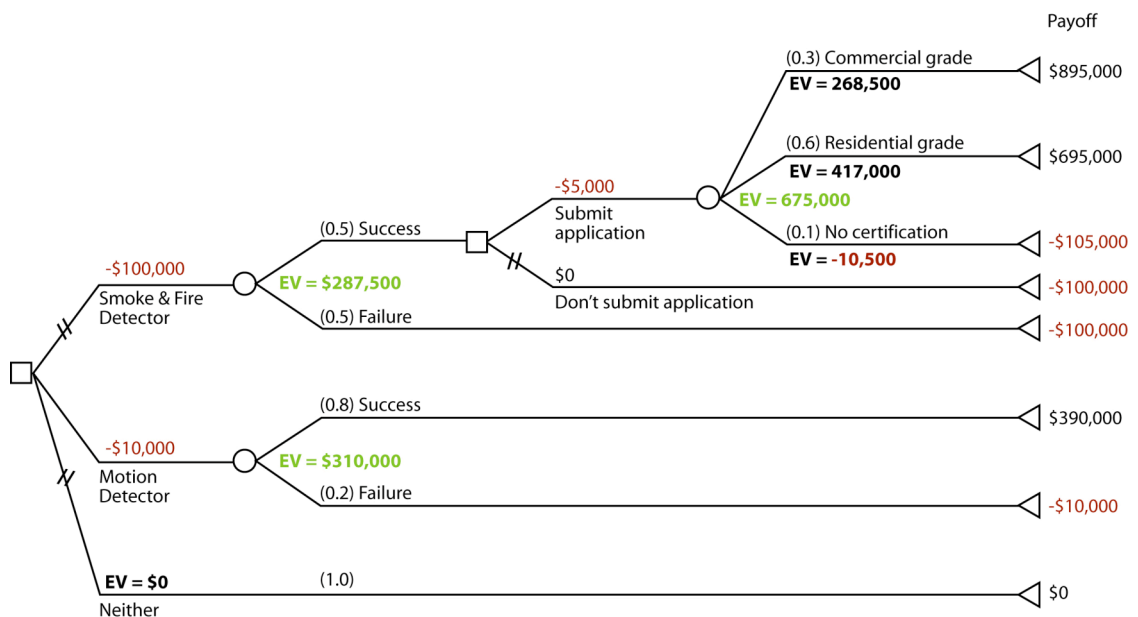 Payoff
(0.3) Commercial grade
EV = 268,500
$895,000
(0.6) Residential grade
EV = 417,000
$695,000
-$5,000
Submit
application
EV = 675,000
(0.1) No certification
EV = -10,500
-$105,000
(0.5) Success
$0
Don't submit application
-$100,000
-$100,000
Smoke & Fire
Detector
EV = $287,500
(0.5) Failure
-$100,000
(0.8) Success
$390,000
-$10,000
Motion
Detector
EV = $310,000
(0.2) Failure
-$10,000
EV = $0
(1.0)
$0
Neither